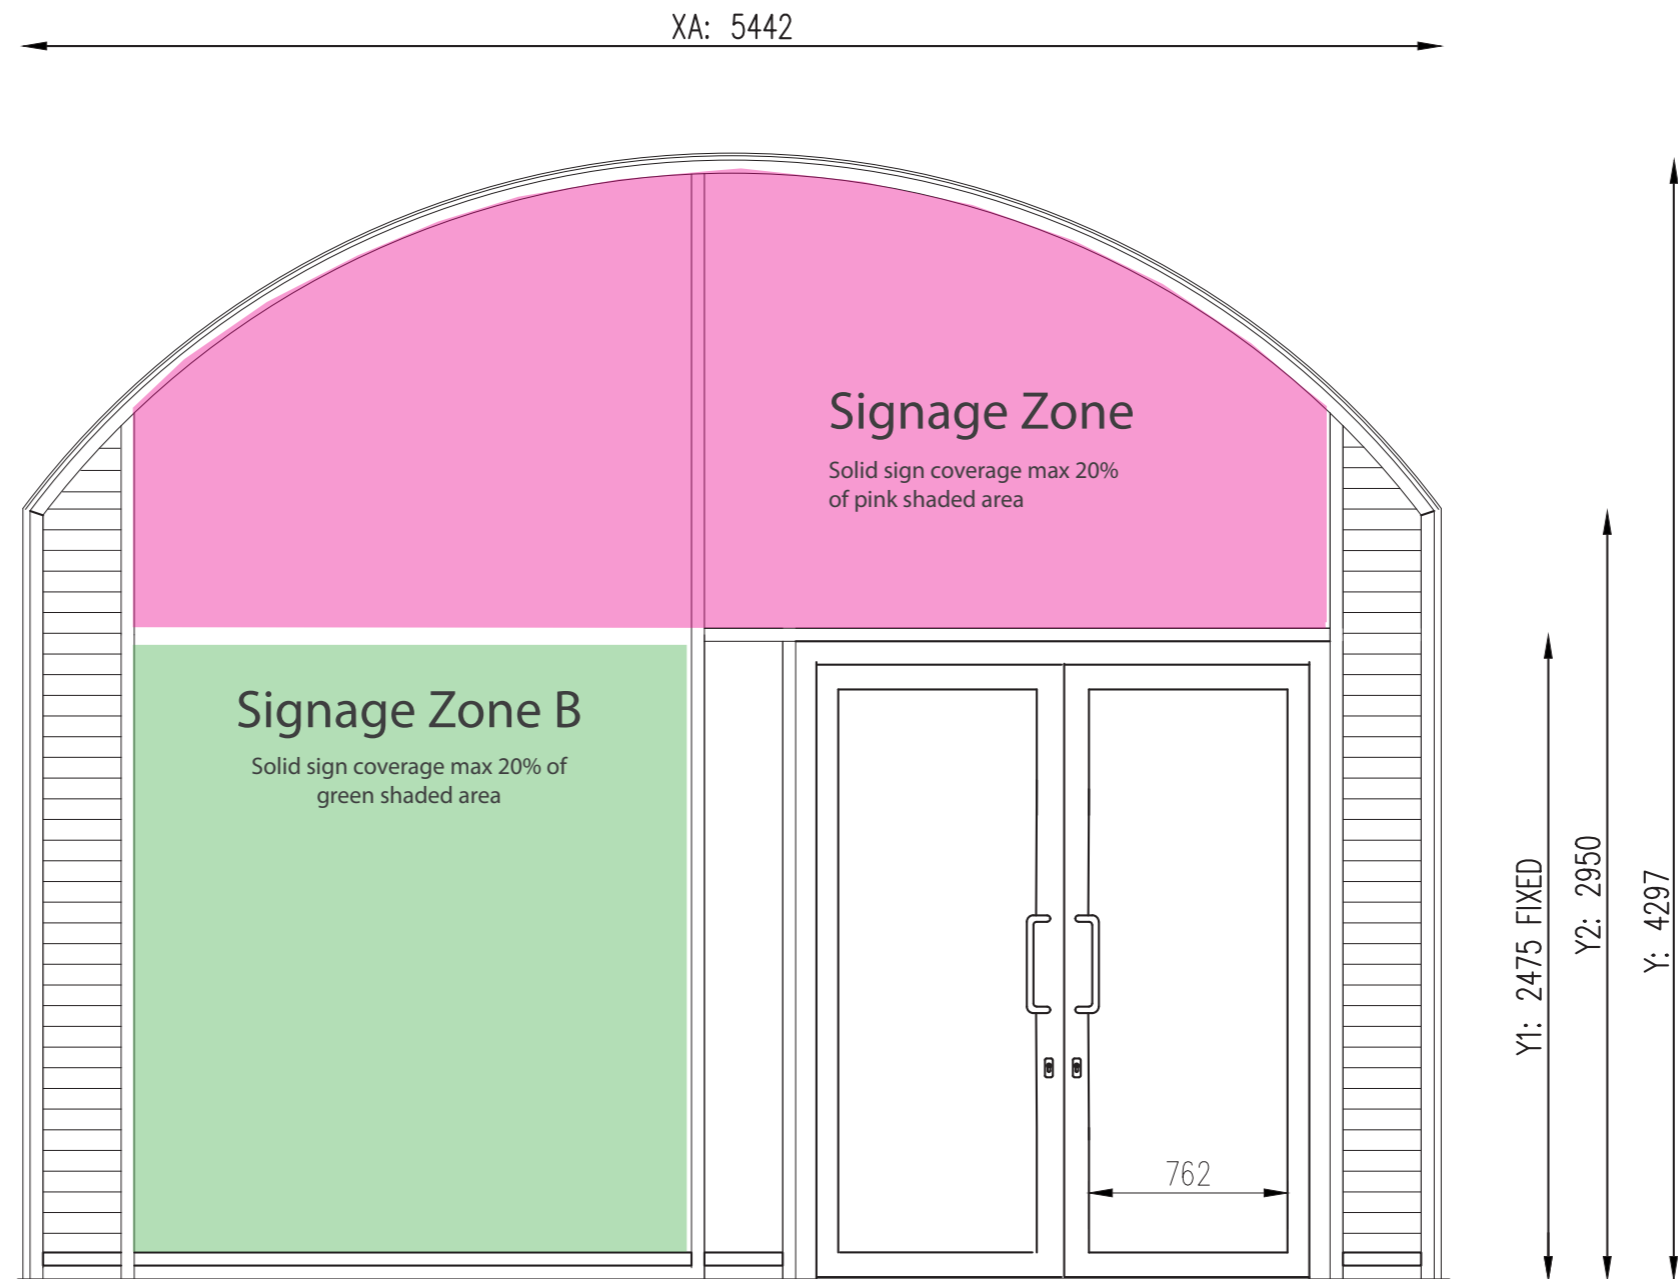 XA: 5442
Signage Zone
Solid sign coverage max 20%
of pink shaded area
Signage Zone B
Solid sign coverage max 20% of
green shaded area
Y1: 2475 FIXED
Y2: 2950
Y: 4297
762